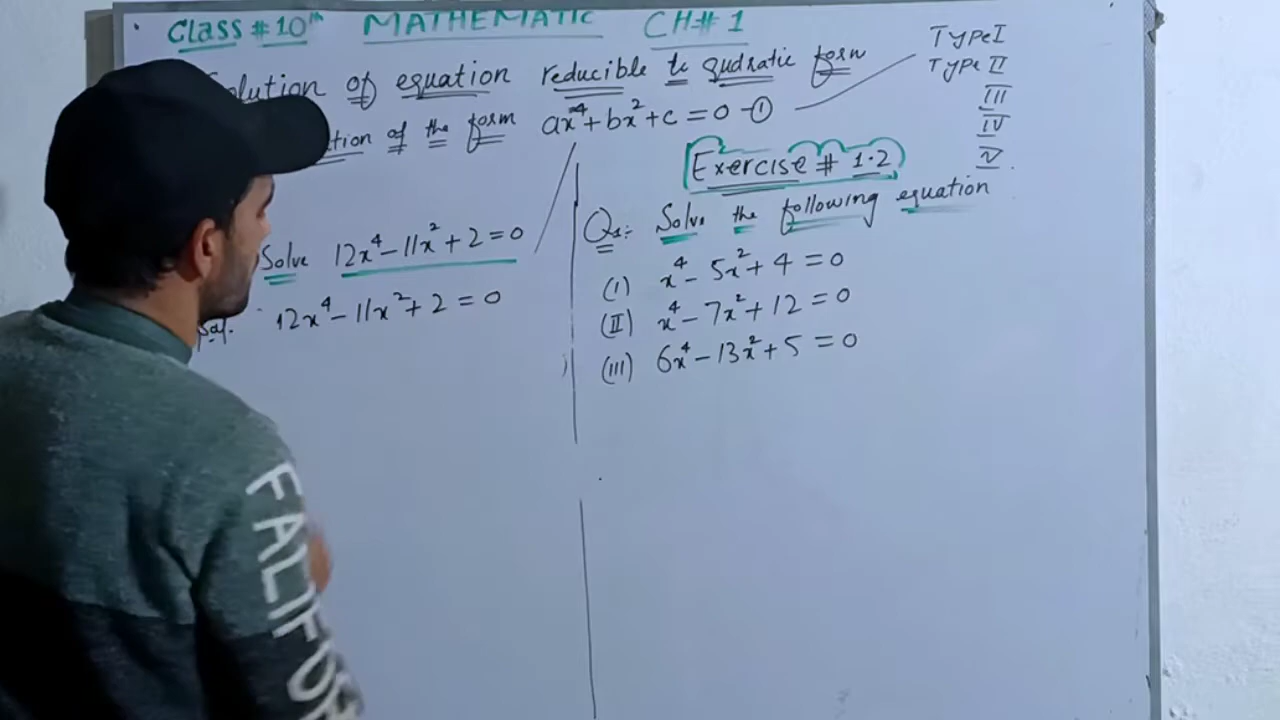 Class # 10th MATHEMATIC CH# 1
Solution of equation reducible to qudratic form
of the form ax⁴+bx²+c=0 -①
Type I
Type II
III
IV
V
Solve 12x⁴-11x²+2=0
Sol. 12x⁴-11x²+2=0
Exercise # 1.2
Q1:- Solve the following equation
(I) x⁴-5x²+4=0
(II) x⁴-7x²+12=0
(III) 6x⁴-13x²+5=0
FALIFOR